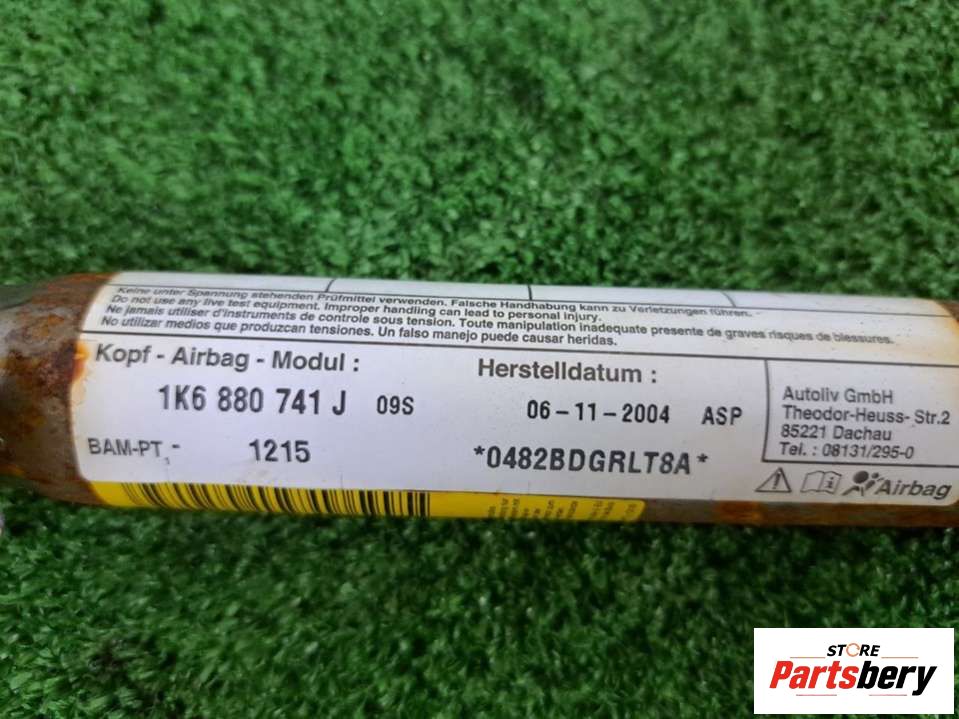 Keine unter Spannung stehenden Prüfmittel verwenden. Falsche Handhabung kann zu Verletzungen führen.
Do not use any live test equipment. Improper handling can lead to personal injury.
Ne jamais utiliser d'instruments de controle sous tension. Toute manipulation inadequate presente de graves risques de blessures.
No utilizar medios que produzcan tensiones. Un falso manejo puede causar heridas.
Kopf - Airbag - Modul :
1K6 880 741 J 09S
BAM-PT,- 1215
Herstelldatum :
06-11-2004 ASP
*0482BDGRLT8A*
Autoliv GmbH
Theodor-Heuss- Str.2
85221 Dachau
Tel. : 08131/295-0
Airbag
STORE
Partsbery